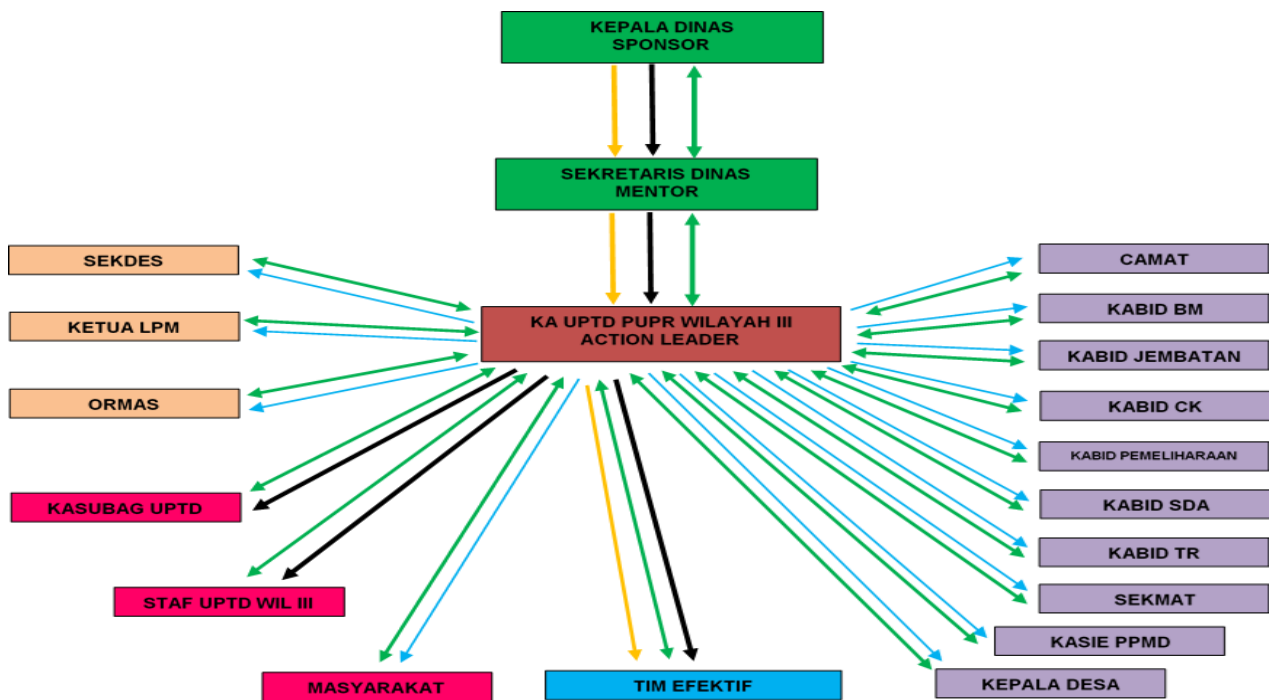 KEPALA DINAS
SPONSOR
SEKRETARIS DINAS
MENTOR
KA UPTD PUPR WILAYAH III
ACTION LEADER
SEKDES
KETUA LPM
ORMAS
KASUBAG UPTD
STAF UPTD WIL III
MASYARAKAT
TIM EFEKTIF
CAMAT
KABID BM
KABID JEMBATAN
KABID CK
KABID PEMELIHARAAN
KABID SDA
KABID TR
SEKMAT
KASIE PPMD
KEPALA DESA